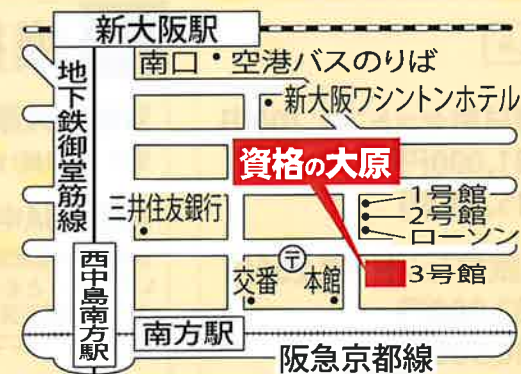 新大阪駅
南口・空港バスのりば
・新大阪ワシントンホテル
地下鉄御堂筋線
資格の大原
三井住友銀行
1号館
2号館
ローソン
〒
交番
本館
3号館
西中島南方駅
南方駅
阪急京都線